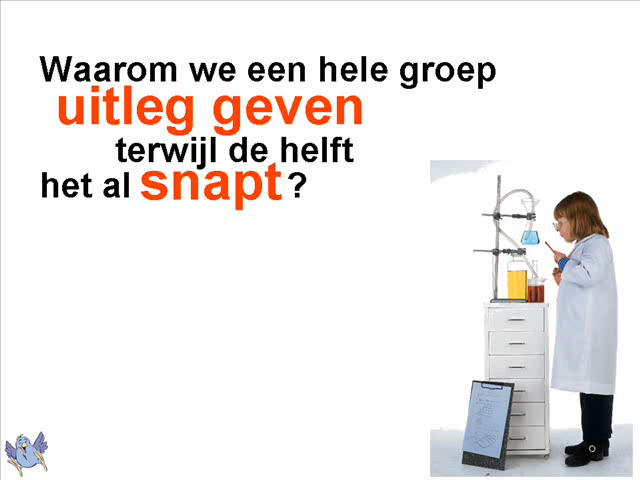 Waarom we een hele groep
uitleg geven
terwijl de helft
het al snapt?